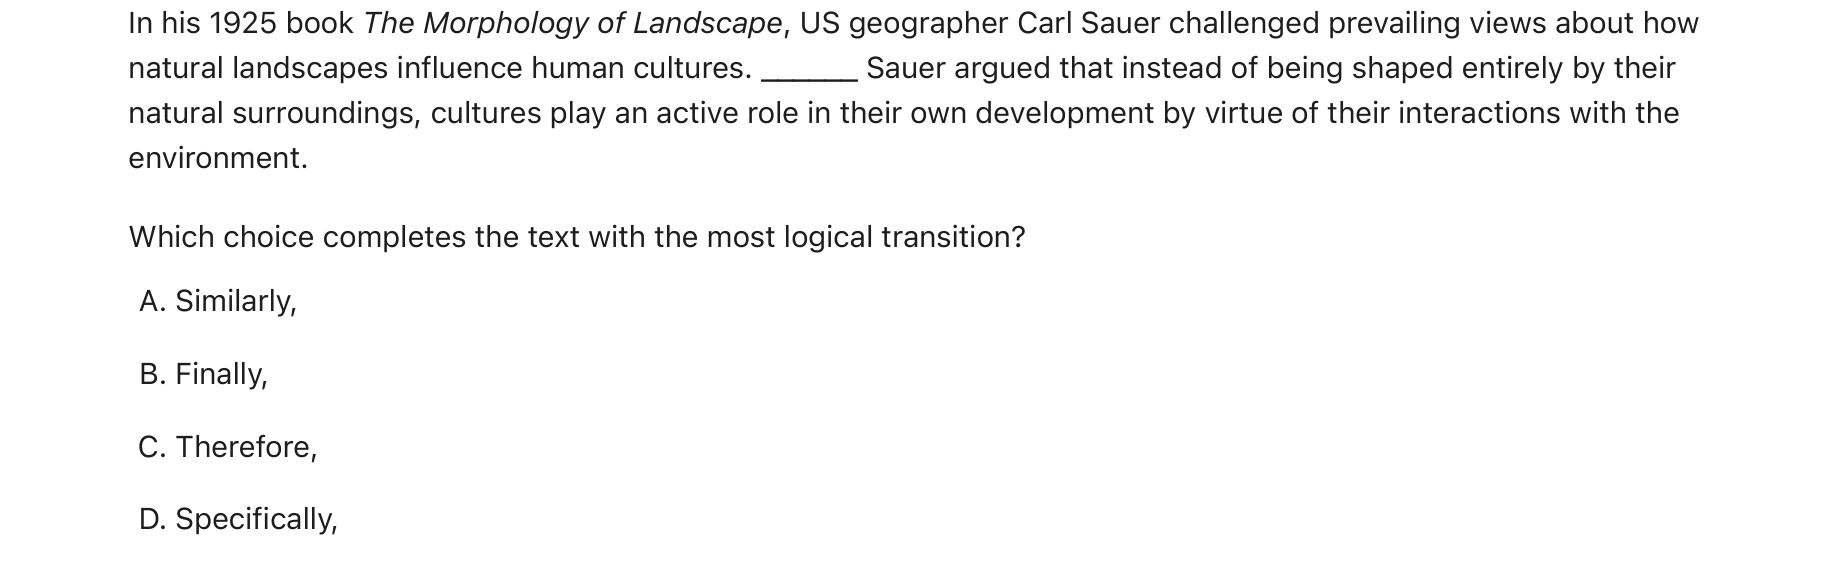 In his 1925 book The Morphology of Landscape, US geographer Carl Sauer challenged prevailing views about how
natural landscapes influence human cultures. ______ Sauer argued that instead of being shaped entirely by their
natural surroundings, cultures play an active role in their own development by virtue of their interactions with the
environment.
Which choice completes the text with the most logical transition?
A. Similarly,
B. Finally,
C. Therefore,
D. Specifically,